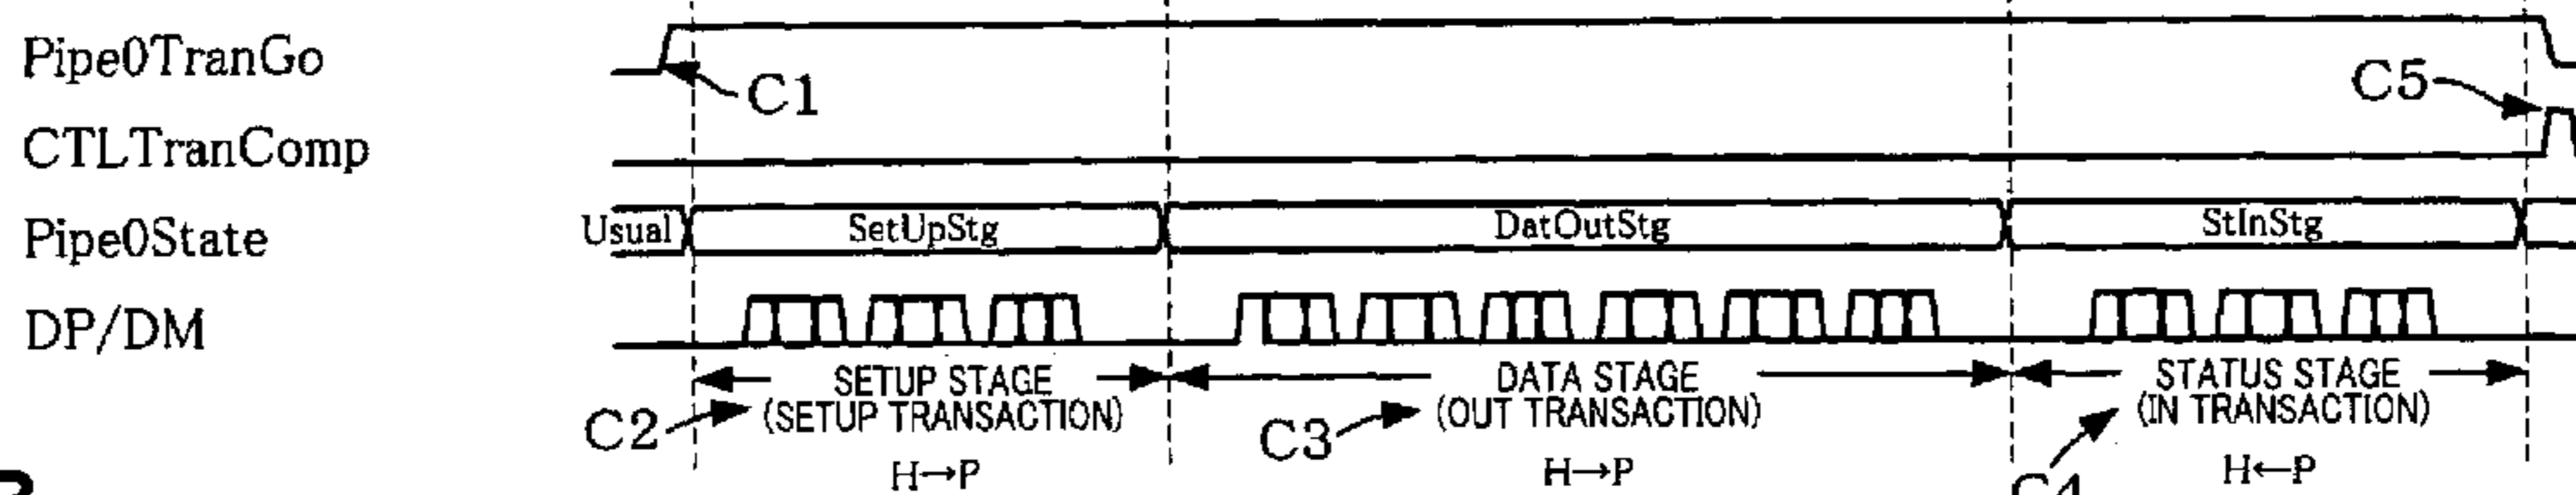 Pipe0TranGo
C1
C5
CTLTranComp
Pipe0State
Usual
SetUpStg
DatOutStg
StInStg
DP/DM
C2
SETUP STAGE
(SETUP TRANSACTION)
H→P
C3
DATA STAGE
(OUT TRANSACTION)
H→P
C4
STATUS STAGE
(IN TRANSACTION)
H←P